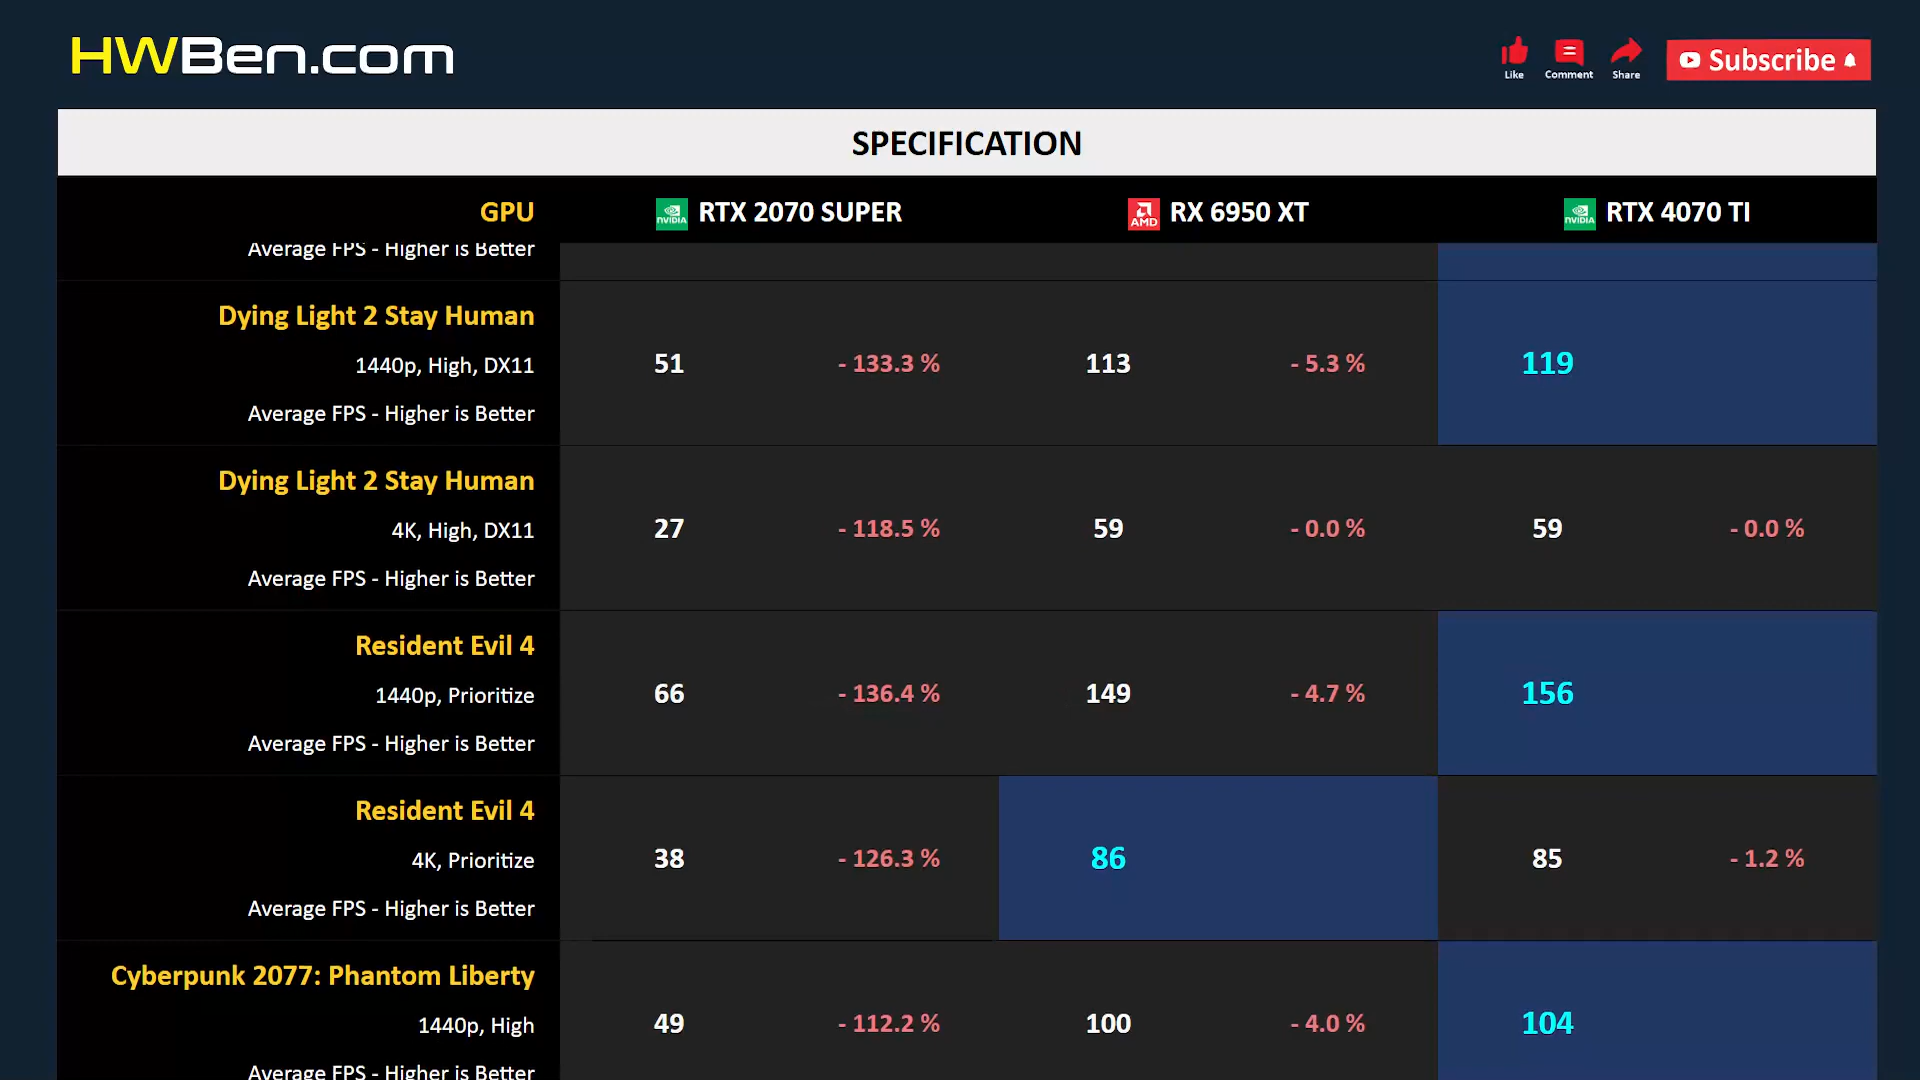 HWBen.com
Like
Comment
Share
Subscribe
SPECIFICATION
GPU
NVIDIA
RTX 2070 SUPER
AMD
RX 6950 XT
NVIDIA
RTX 4070 TI
Average FPS - Higher is Better
Dying Light 2 Stay Human
1440p, High, DX11
Average FPS - Higher is Better
51
- 133.3 %
113
- 5.3 %
119
Dying Light 2 Stay Human
4K, High, DX11
Average FPS - Higher is Better
27
- 118.5 %
59
- 0.0 %
59
- 0.0 %
Resident Evil 4
1440p, Prioritize
Average FPS - Higher is Better
66
- 136.4 %
149
- 4.7 %
156
Resident Evil 4
4K, Prioritize
Average FPS - Higher is Better
38
- 126.3 %
86
85
- 1.2 %
Cyberpunk 2077: Phantom Liberty
1440p, High
Average FPS - Higher is Better
49
- 112.2 %
100
- 4.0 %
104